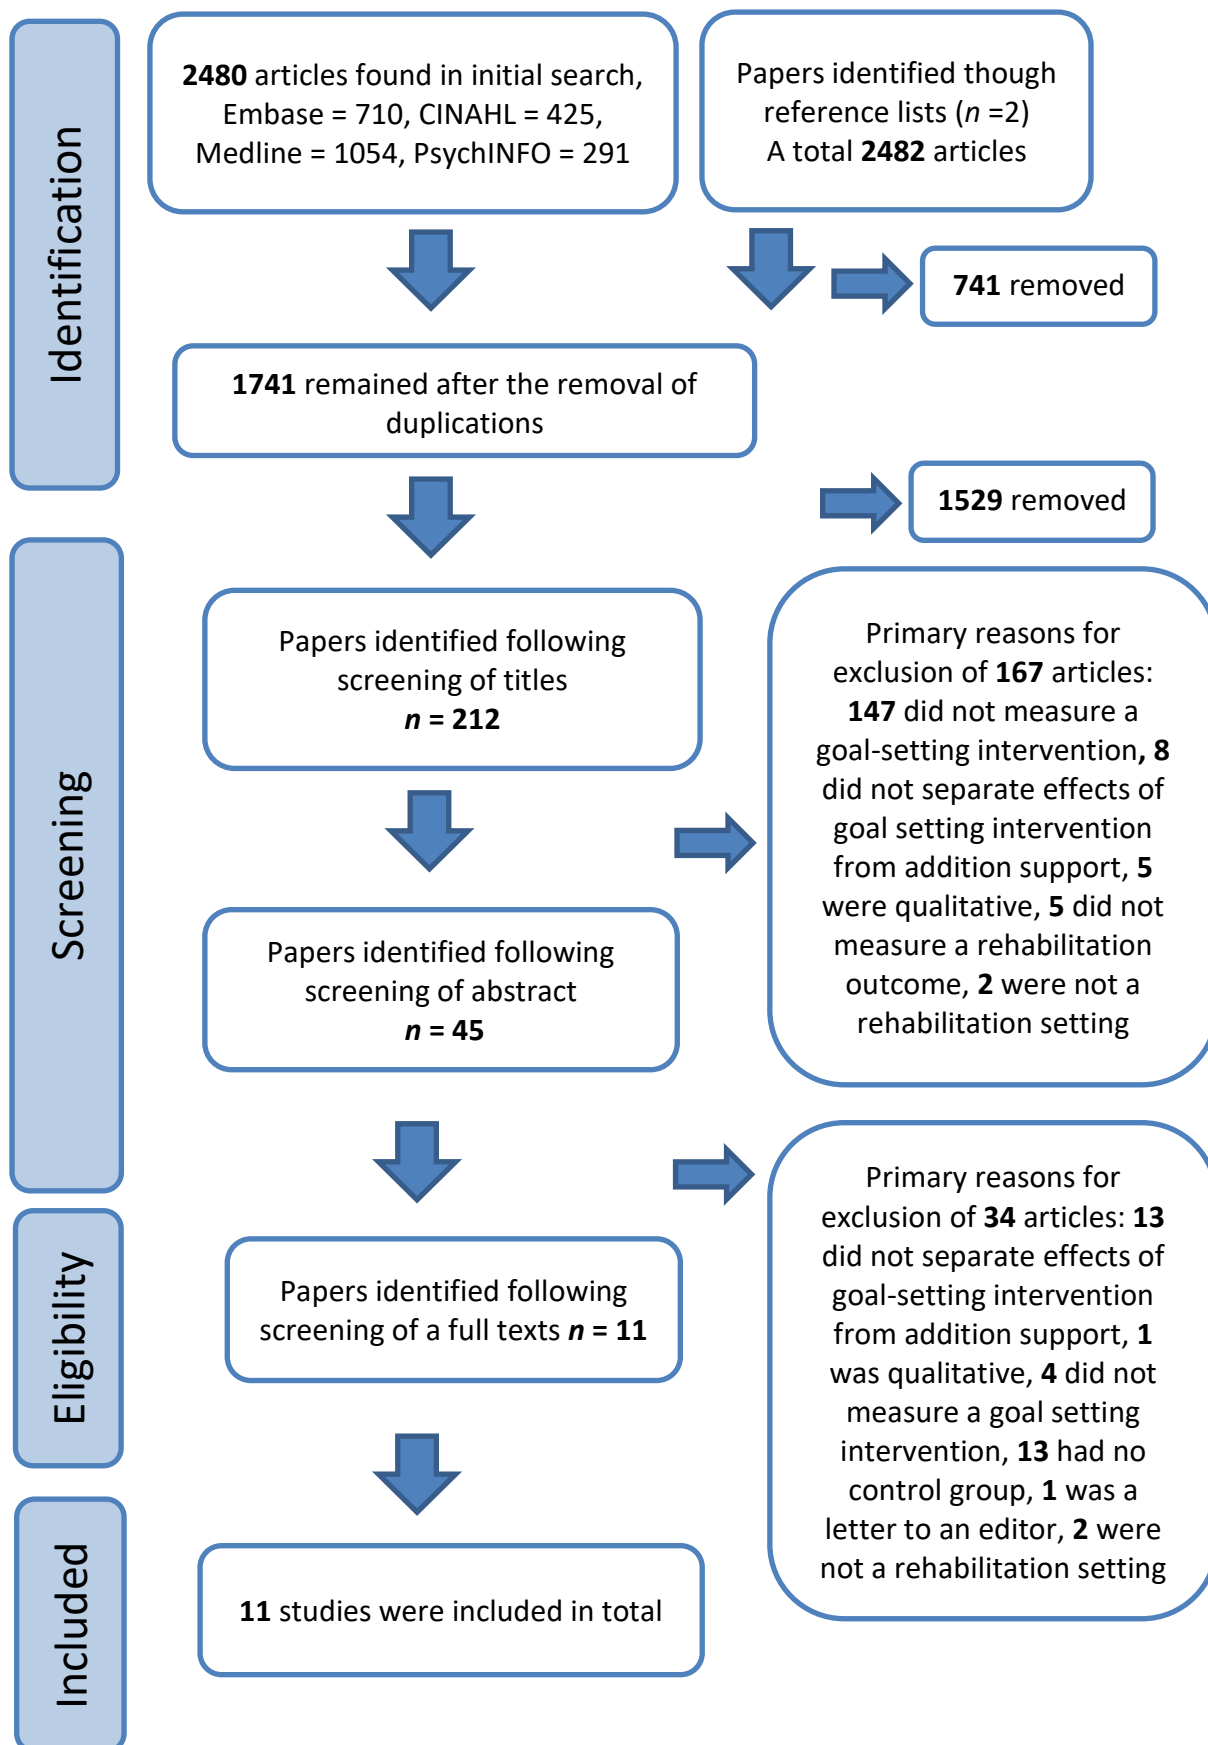 Identification
2480 articles found in initial search,
Embase = 710, CINAHL = 425,
Medline = 1054, PsychINFO = 291
Papers identified though
reference lists (n =2)
A total 2482 articles
741 removed
1741 remained after the removal of
duplications
1529 removed
Screening
Papers identified following
screening of titles
n = 212
Primary reasons for
exclusion of 167 articles:
147 did not measure a
goal-setting intervention, 8
did not separate effects of
goal setting intervention
from addition support, 5
were qualitative, 5 did not
measure a rehabilitation
outcome, 2 were not a
rehabilitation setting
Papers identified following
screening of abstract
n = 45
Eligibility
Papers identified following
screening of a full texts n = 11
Primary reasons for
exclusion of 34 articles: 13
did not separate effects of
goal-setting intervention
from addition support, 1
was qualitative, 4 did not
measure a goal setting
intervention, 13 had no
control group, 1 was a
letter to an editor, 2 were
not a rehabilitation setting
Included
11 studies were included in total